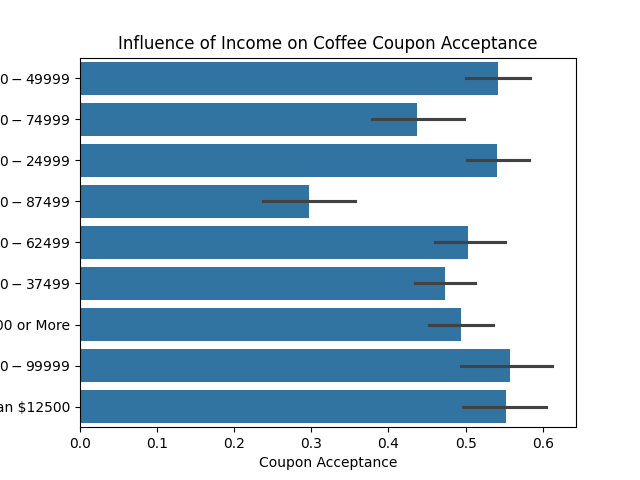 Influence of Income on Coffee Coupon Acceptance
0 − 49999
0 − 74999
0 − 24999
0 − 87499
0 − 62499
0 − 37499
00 or More
0 − 99999
an $12500
0.0 0.1 0.2 0.3 0.4 0.5 0.6
Coupon Acceptance